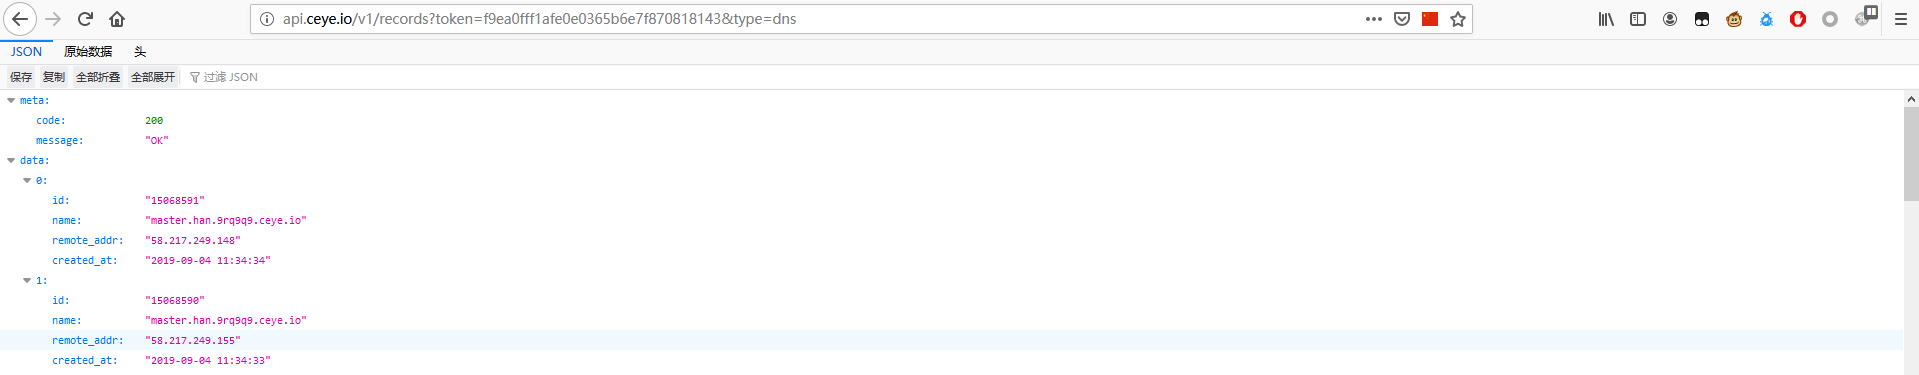 api.ceye.io/v1/records?token=f9ea0fff1afe0e0365b6e7f870818143&type=dns
JSON 原始数据 头
保存 复制 全部折叠 全部展开 过滤 JSON
meta:
code: 200
message: "OK"
data:
0:
id: "15068591"
name: "master.han.9rq9q9.ceye.io"
remote_addr: "58.217.249.148"
created_at: "2019-09-04 11:34:34"
1:
id: "15068590"
name: "master.han.9rq9q9.ceye.io"
remote_addr: "58.217.249.155"
created_at: "2019-09-04 11:34:33"